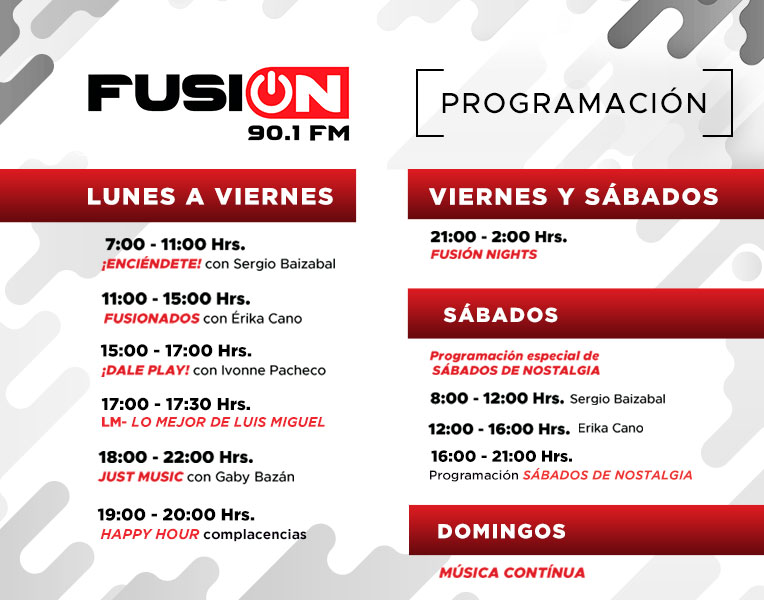 FUSION
90.1 FM
PROGRAMACIÓN
LUNES A VIERNES
7:00 - 11:00 Hrs.
¡ENCIÉNDETE! con Sergio Baizabal
11:00 - 15:00 Hrs.
FUSIONADOS con Érika Cano
15:00 - 17:00 Hrs.
¡DALE PLAY! con Ivonne Pacheco
17:00 - 17:30 Hrs.
LM- LO MEJOR DE LUIS MIGUEL
18:00 - 22:00 Hrs.
JUST MUSIC con Gaby Bazán
19:00 - 20:00 Hrs.
HAPPY HOUR complacencias
VIERNES Y SÁBADOS
21:00 - 2:00 Hrs.
FUSIÓN NIGHTS
SÁBADOS
Programación especial de
SÁBADOS DE NOSTALGIA
8:00 - 12:00 Hrs. Sergio Baizabal
12:00 - 16:00 Hrs. Erika Cano
16:00 - 21:00 Hrs.
Programación SÁBADOS DE NOSTALGIA
DOMINGOS
MÚSICA CONTÍNUA